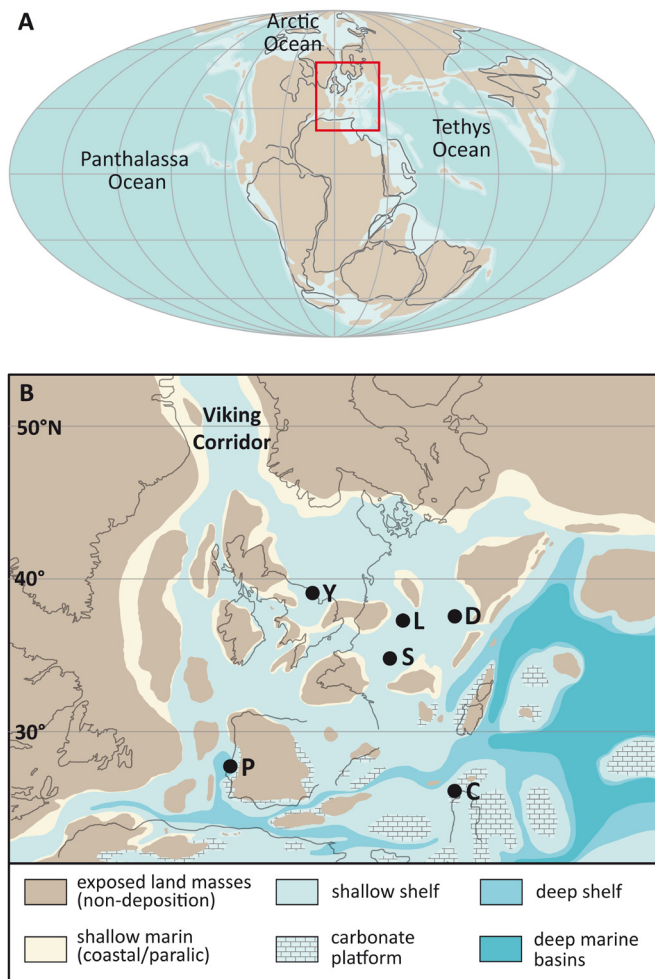 A
Arctic
Ocean
Panthalassa
Ocean
Tethys
Ocean
B
Viking
Corridor
50°N
40°
30°
Y
L
D
S
P
C
exposed land masses
(non-deposition)
shallow shelf
deep shelf
shallow marin
(coastal/paralic)
carbonate
platform
deep marine
basins